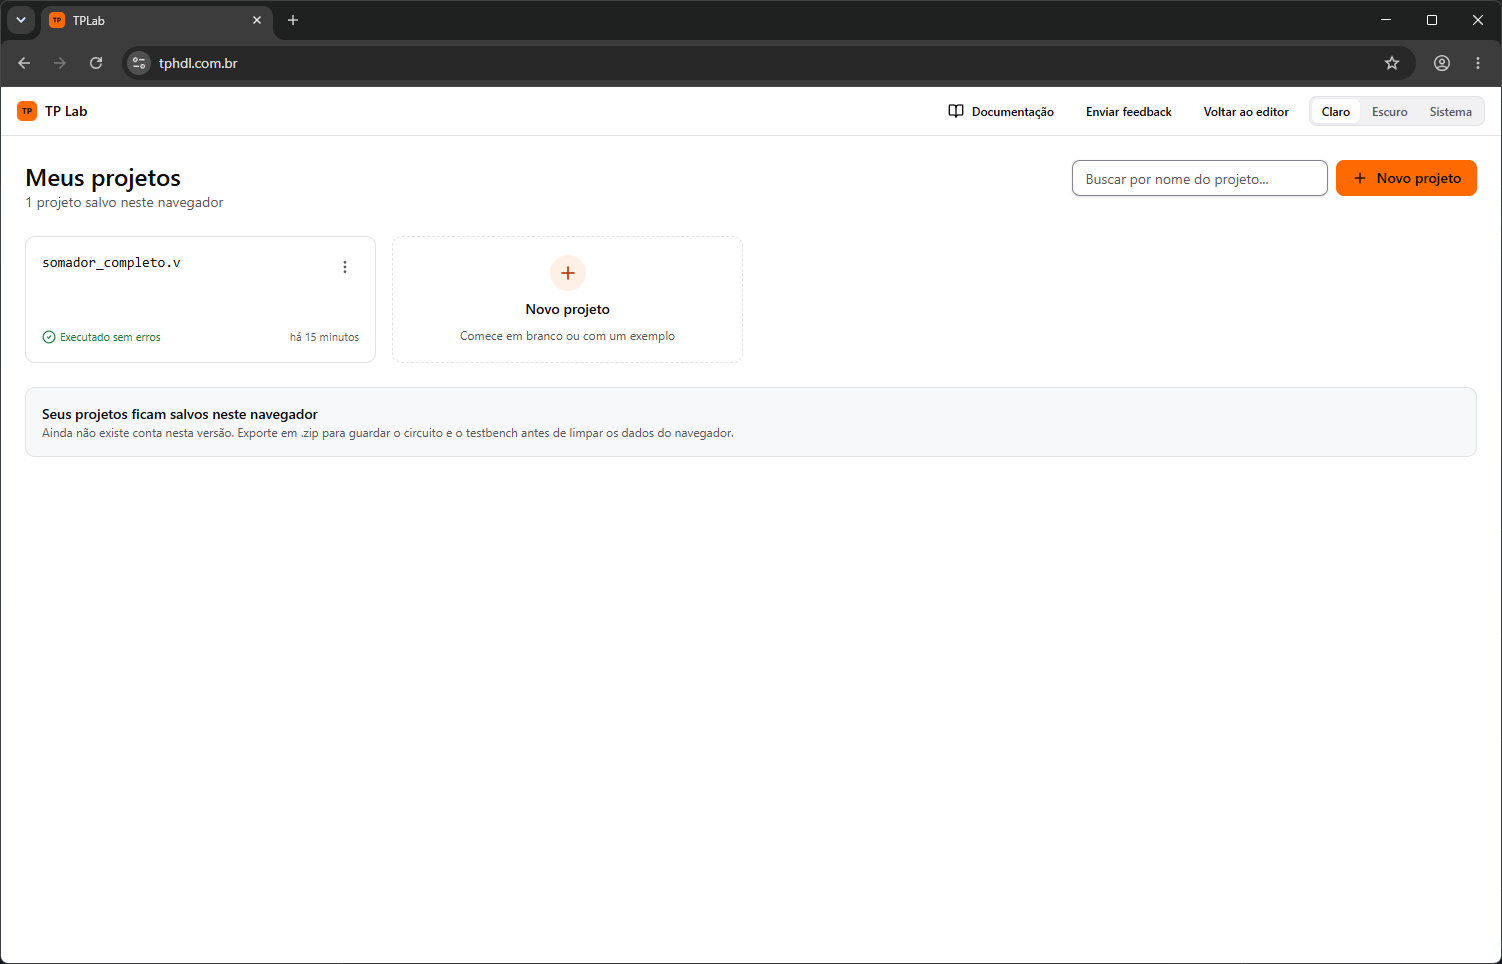 TP TPLab
tphdl.com.br
TP TP Lab Documentação Enviar feedback Voltar ao editor Claro Escuro Sistema
Meus projetos
1 projeto salvo neste navegador
Buscar por nome do projeto...
Novo projeto
somador_completo.v
Executado sem erros há 15 minutos
Novo projeto
Comece em branco ou com um exemplo
Seus projetos ficam salvos neste navegador
Ainda não existe conta nesta versão. Exporte em .zip para guardar o circuito e o testbench antes de limpar os dados do navegador.